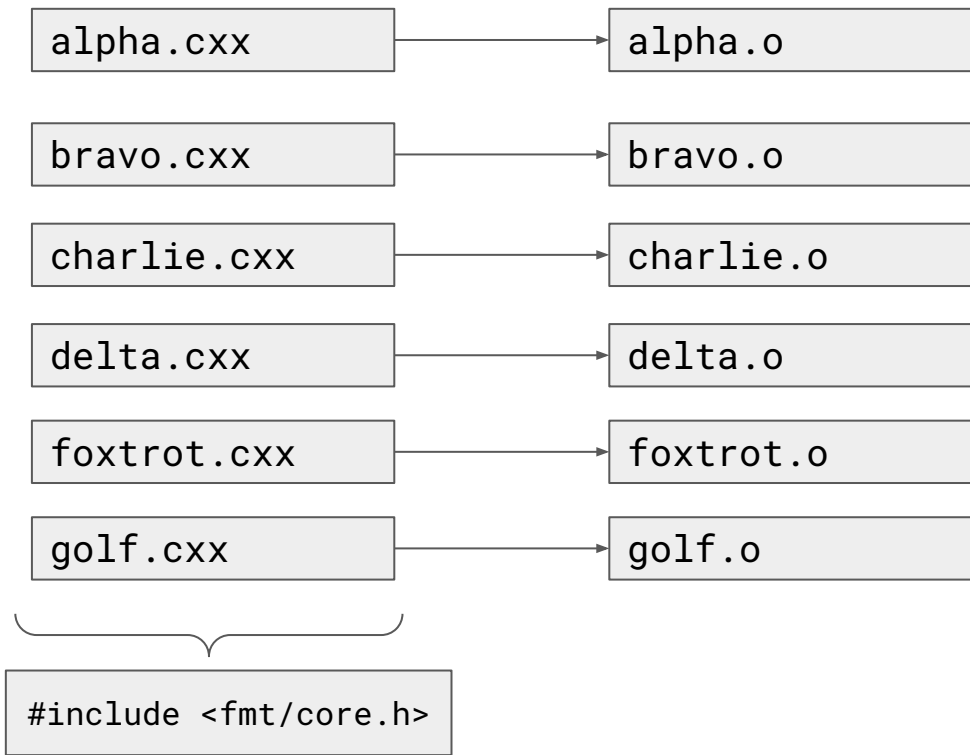 alpha.cxx
alpha.o
bravo.cxx
bravo.o
charlie.cxx
charlie.o
delta.cxx
delta.o
foxtrot.cxx
foxtrot.o
golf.cxx
golf.o
#include <fmt/core.h>